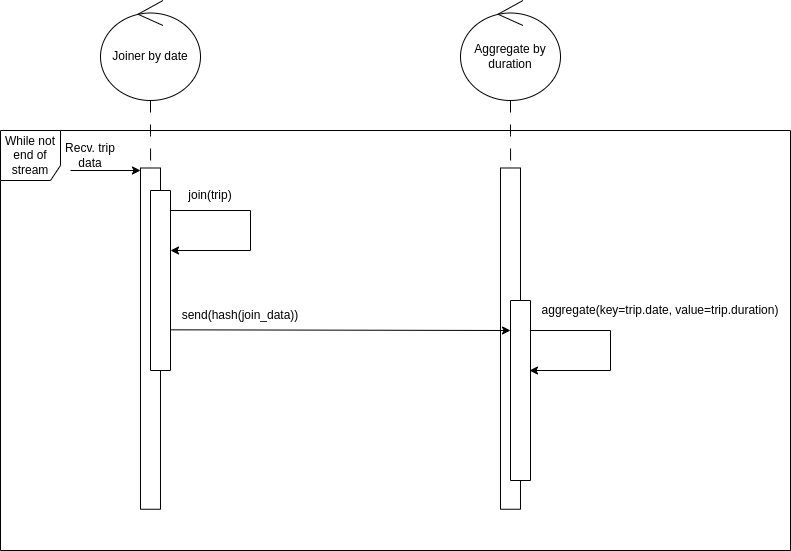 Joiner by date
Aggregate by
duration
While not
end of
stream
Recv. trip
data
join(trip)
send(hash(join_data))
aggregate(key=trip.date, value=trip.duration)